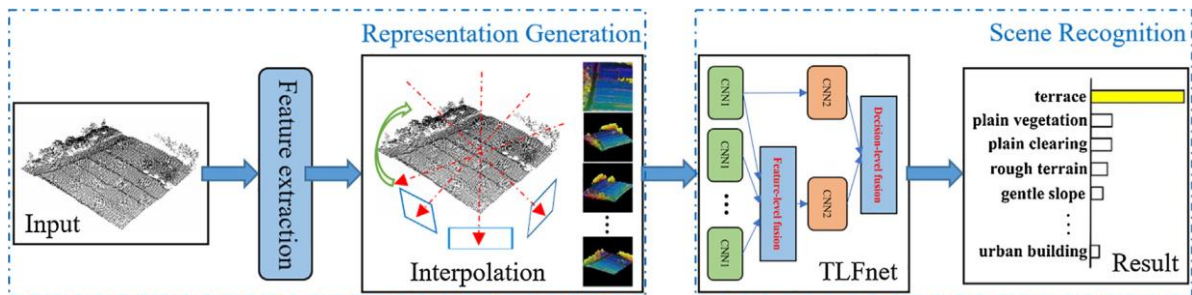 Representation Generation
Scene Recognition
Input
Feature extraction
Interpolation
CNN1
CNN1
CNN1
Feature-level fusion
CNN2
CNN2
Decision-level fusion
TLFnet
terrace
plain vegetation
plain clearing
rough terrain
gentle slope
urban building
Result